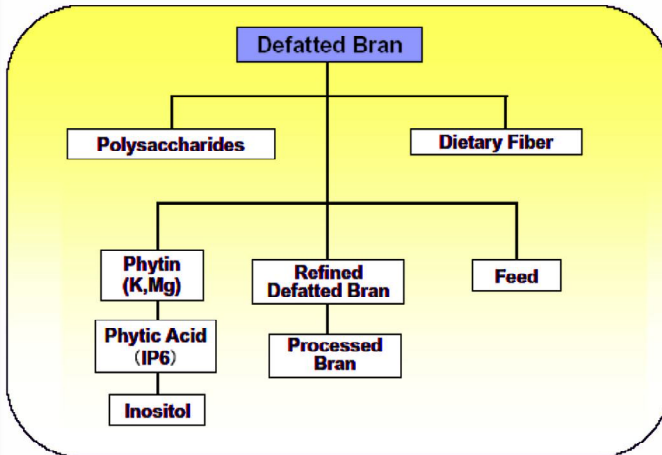 Defatted Bran
Polysaccharides
Dietary Fiber
Phytin
(K,Mg)
Refined
Defatted Bran
Feed
Phytic Acid
(IP6)
Processed
Bran
Inositol